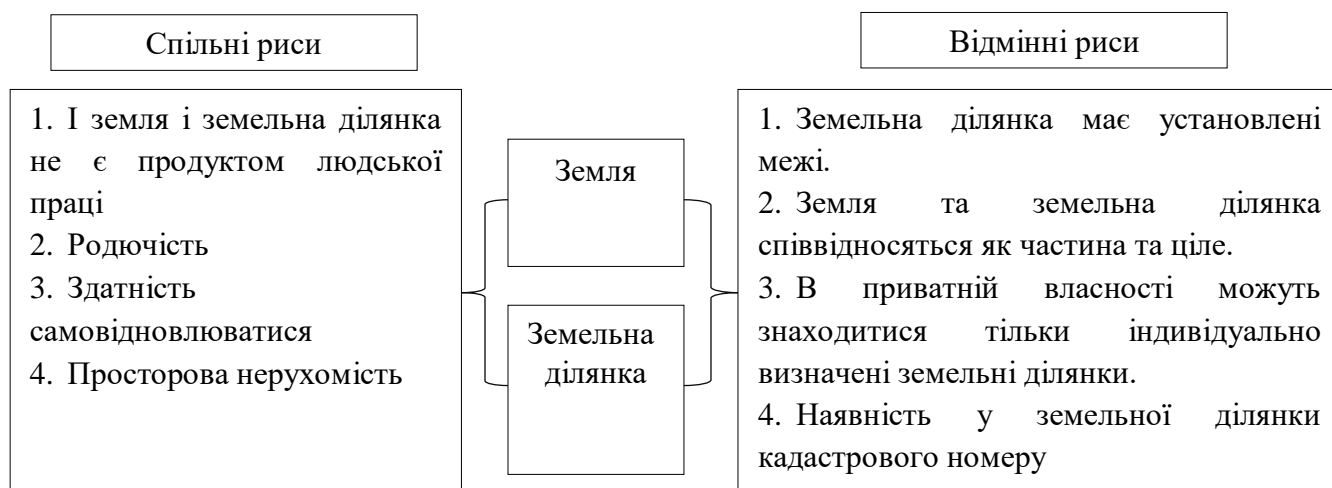 Спільні риси
1. І земля і земельна ділянка
не є продуктом людської
праці
2. Родючість
3. Здатність
самовідновлюватися
4. Просторова нерухомість
Земля
Земельна
ділянка
Відмінні риси
1. Земельна ділянка має установлені
межі.
2. Земля та земельна ділянка
співвідносяться як частина та ціле.
3. В приватній власності можуть
знаходитися тільки індивідуально
визначені земельні ділянки.
4. Наявність у земельної ділянки
кадастрового номеру